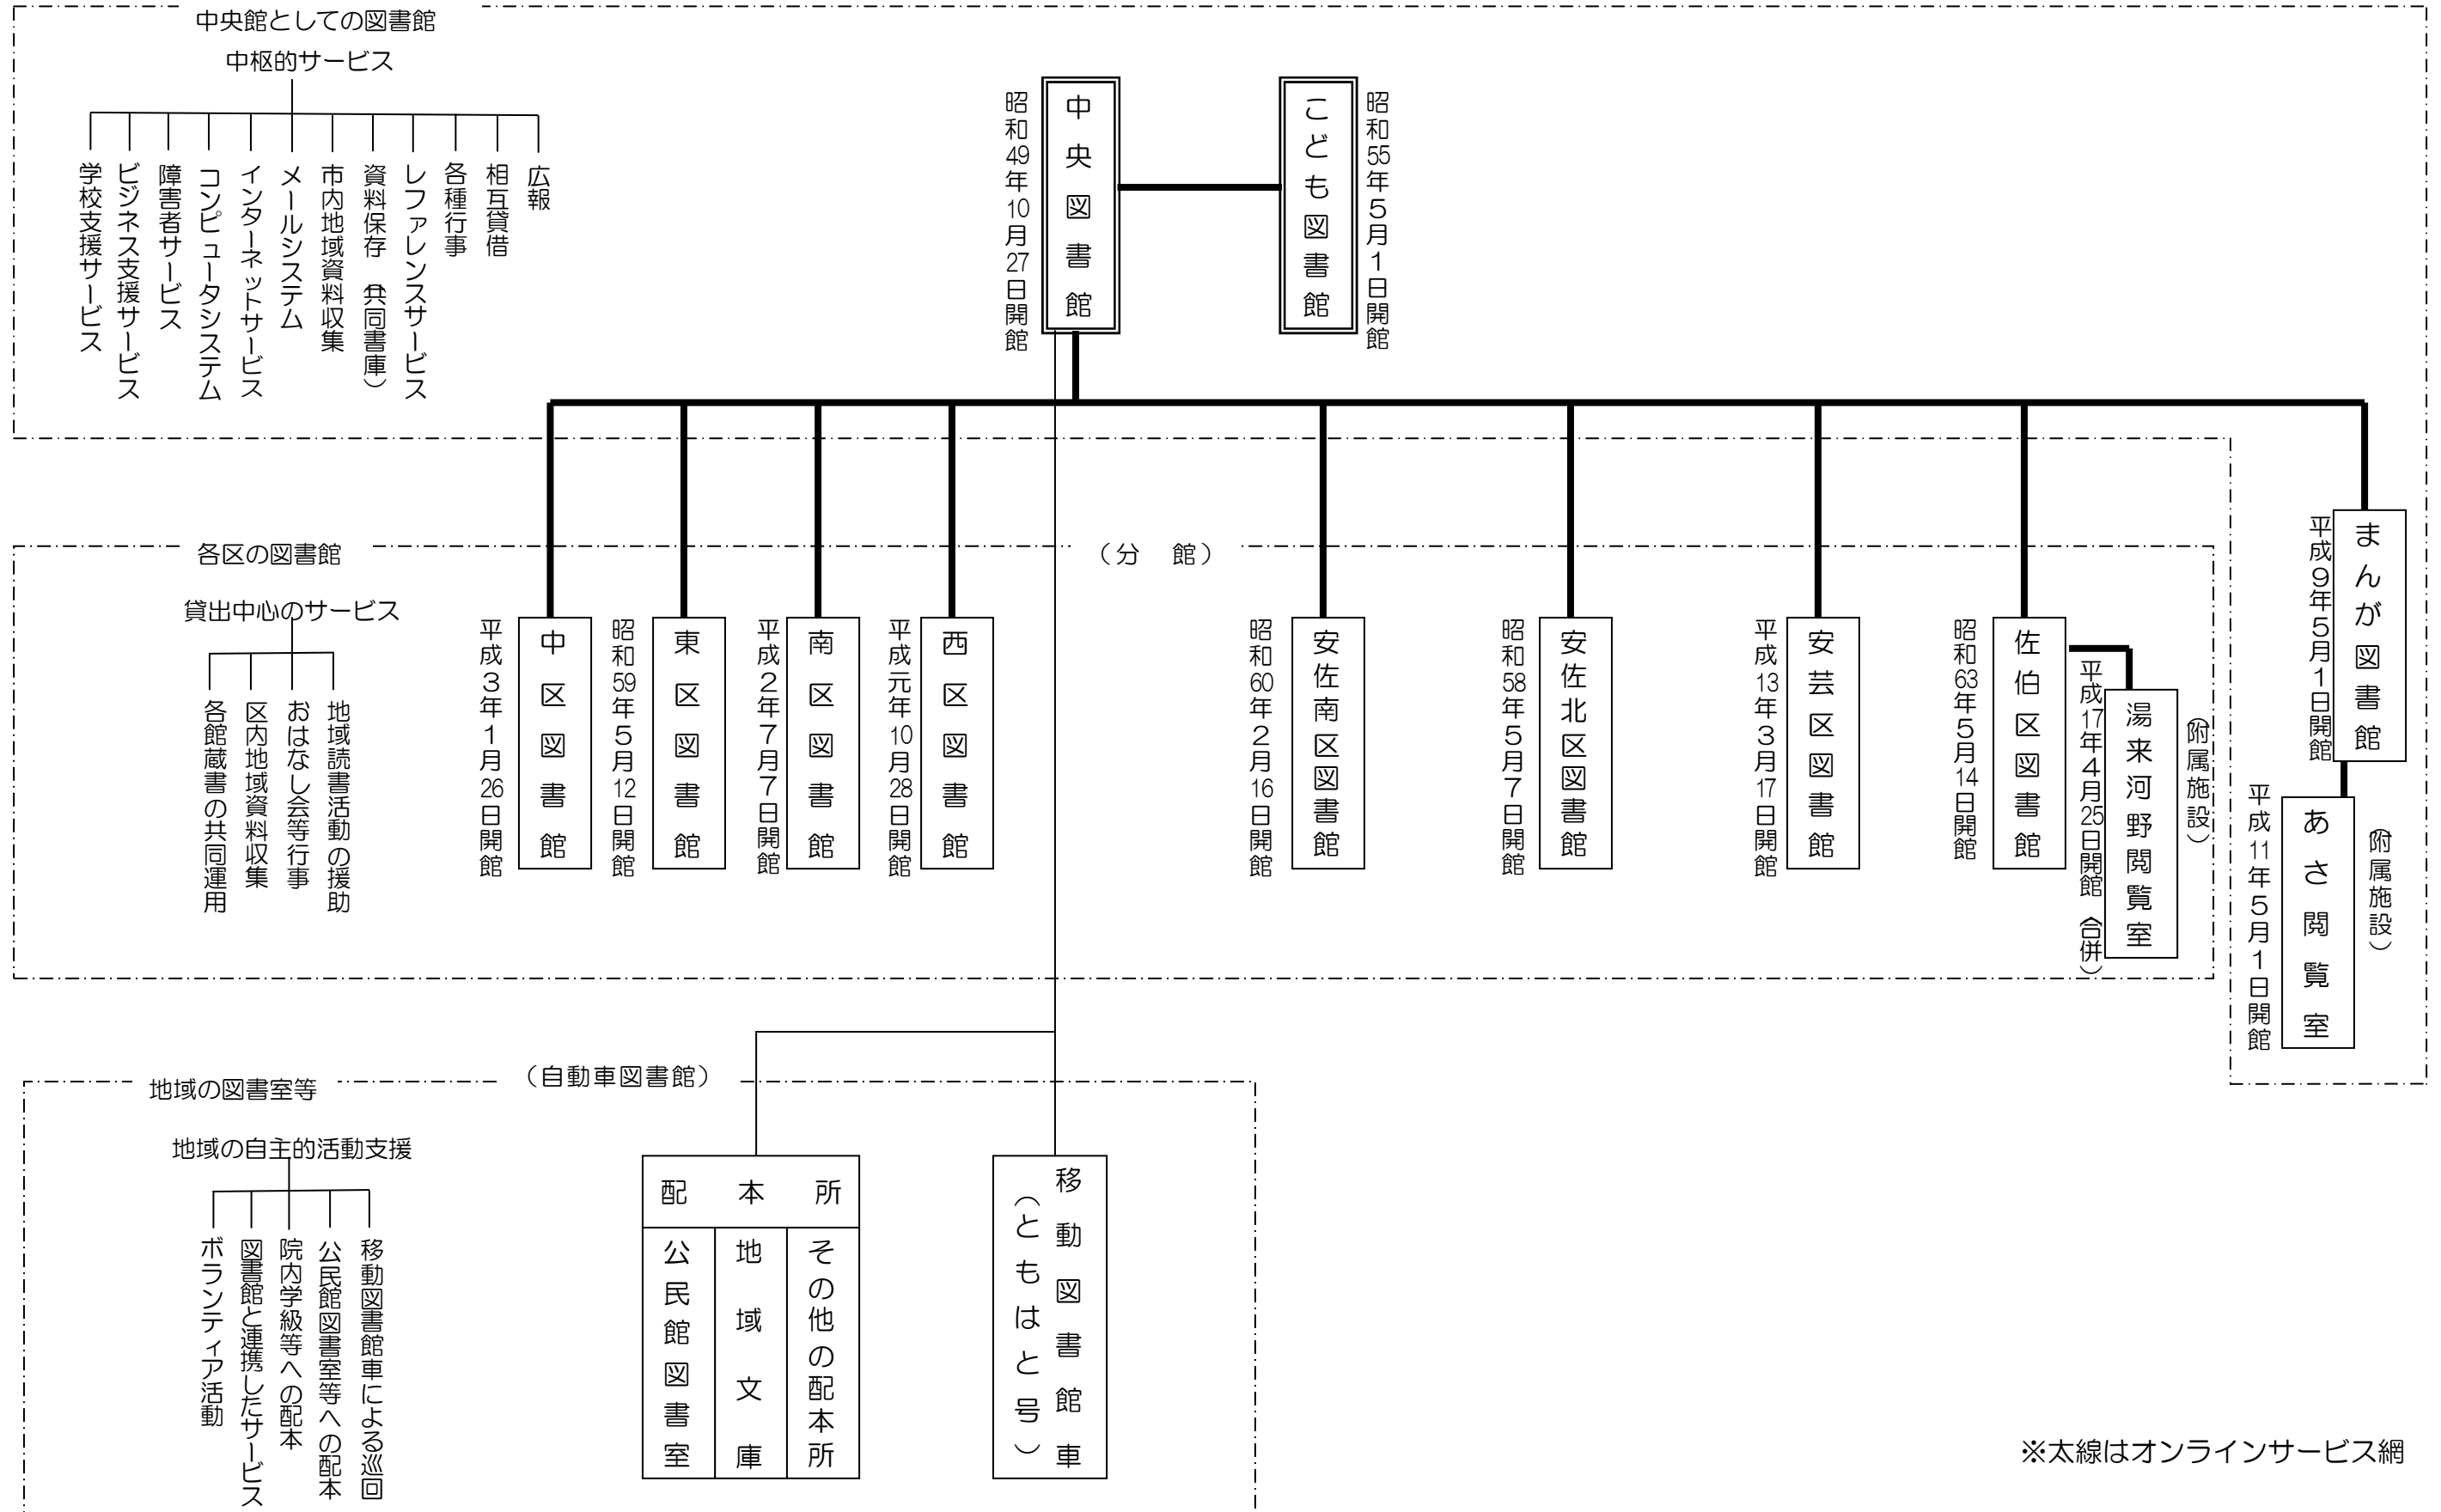 中央館としての図書館
中枢的サービス
学校支援サービス
ビジネス支援サービス
障害者サービス
コンピュータシステム
インターネットサービス
メールシステム
市内地域資料収集
資料保存（共同書庫）
レファレンスサービス
各種行事
相互貸借
広報
昭和49年10月27日開館
中央図書館
こども図書館
昭和55年５月１日開館
各区の図書館
（分　館）
貸出中心のサービス
各館蔵書の共同運用
区内地域資料収集
おはなし会等行事
地域読書活動の援助
平成３年１月26日開館
中区図書館
昭和59年５月12日開館
東区図書館
平成２年７月７日開館
南区図書館
平成元年10月28日開館
西区図書館
昭和60年２月16日開館
安佐南区図書館
昭和58年５月７日開館
安佐北区図書館
平成13年３月17日開館
安芸区図書館
昭和63年５月14日開館
佐伯区図書館
平成17年４月25日開館（合併）
湯来河野閲覧室
（附属施設）
平成９年５月１日開館
まんが図書館
平成11年５月１日開館
あさ閲覧室
（附属施設）
地域の図書室等
（自動車図書館）
地域の自主的活動支援
ボランティア活動
図書館と連携したサービス
院内学級等への配本
公民館図書室等への配本
移動図書館車による巡回
配本所
公民館図書室
地域文庫
その他の配本所
移動図書館車
（ともはと号）
※太線はオンラインサービス網